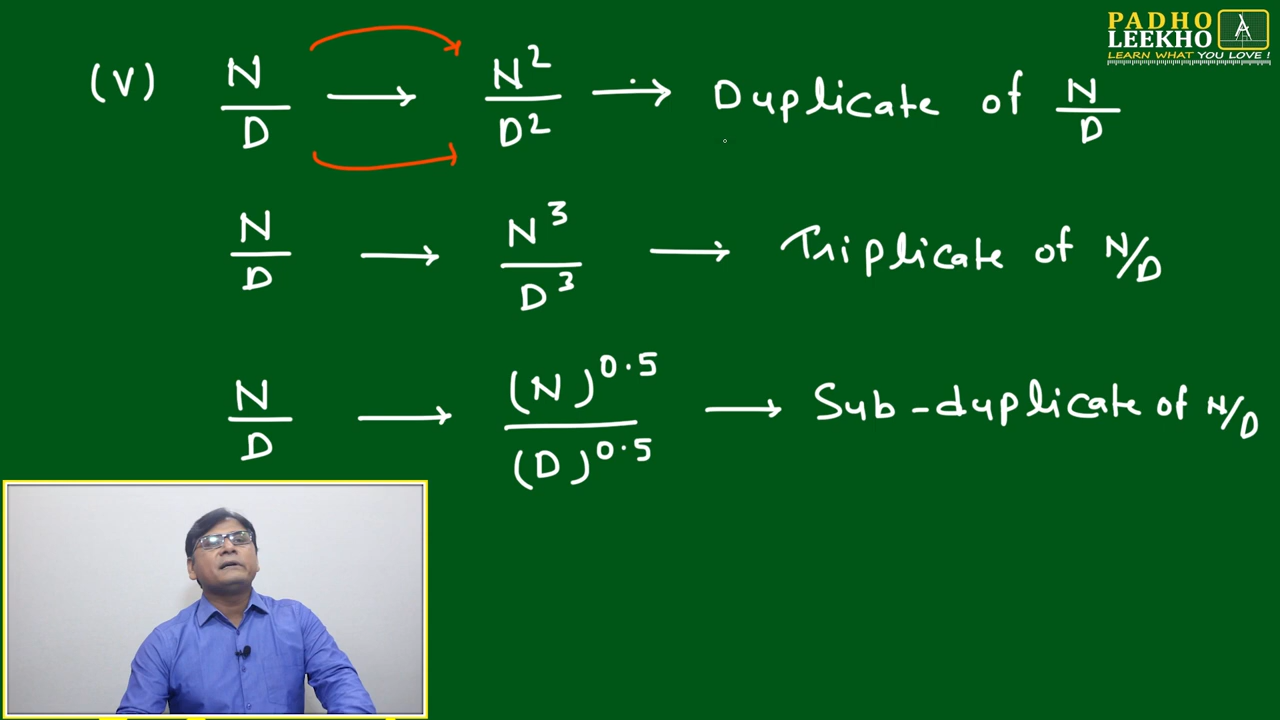 PADHO
LEEKHO
LEARN WHAT YOU LOVE !
(V) N/D → N²/D² → Duplicate of N/D
N/D → N³/D³ → Triplicate of N/D
N/D → (N)^0.5/(D)^0.5 → Sub-duplicate of N/D